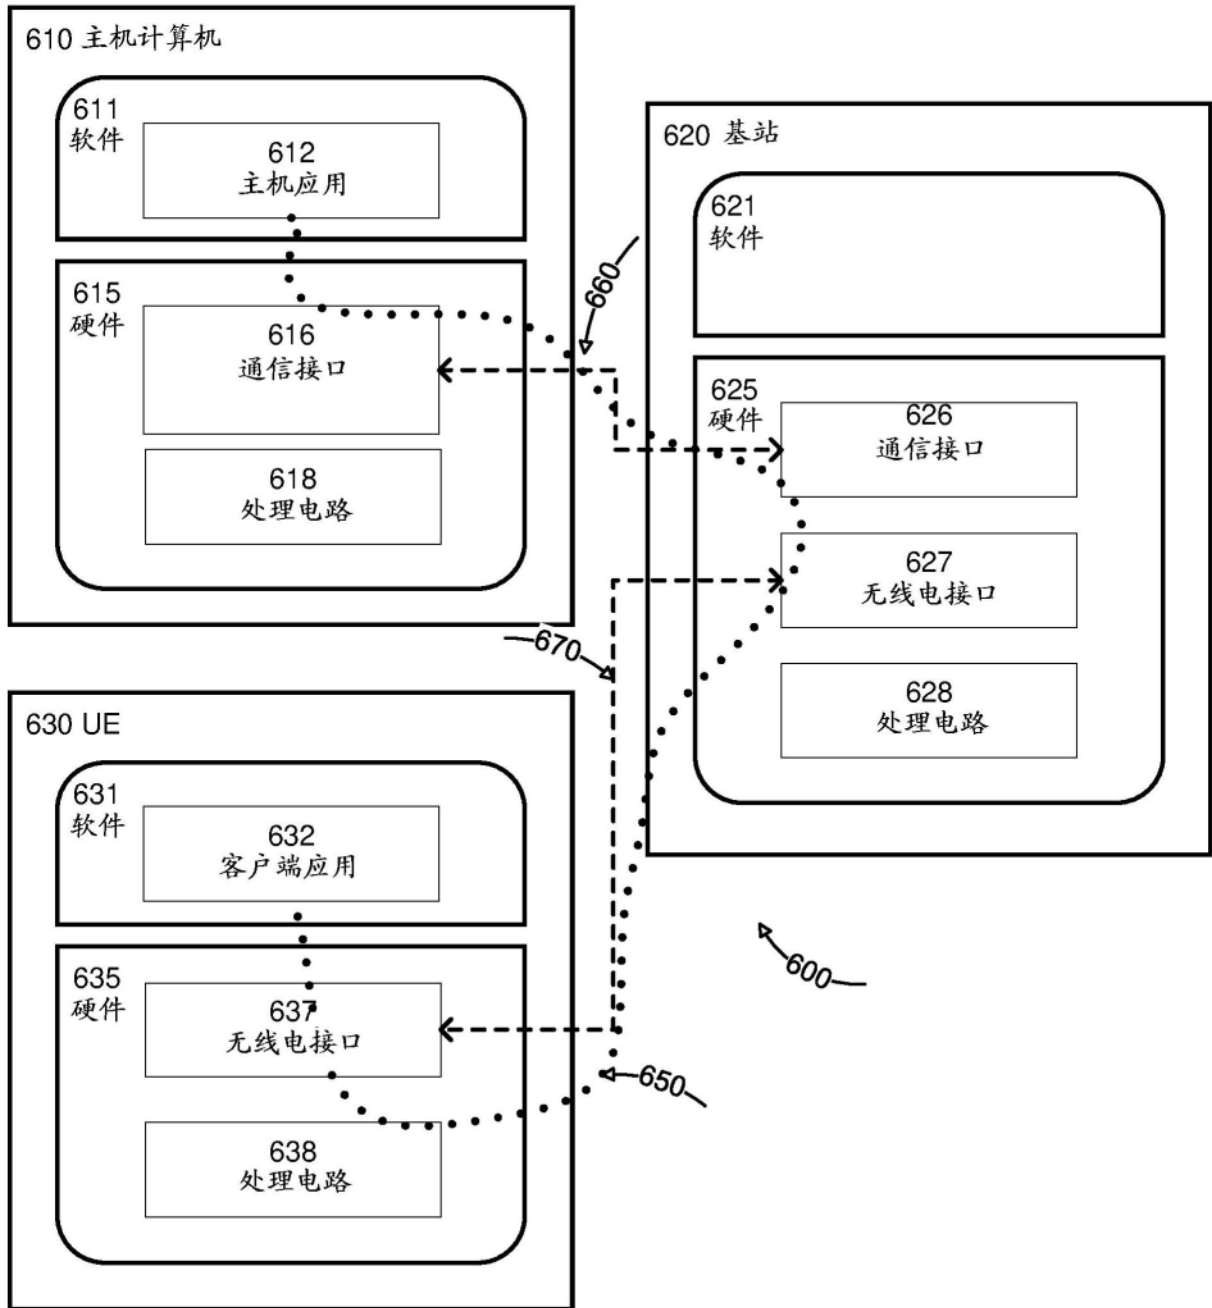 610 主机计算机
611
软件
612
主机应用
615
硬件
616
通信接口
618
处理电路
660
620 基站
621
软件
625
硬件
626
通信接口
627
无线电接口
628
处理电路
670
630 UE
631
软件
632
客户端应用
635
硬件
637
无线电接口
638
处理电路
650
600